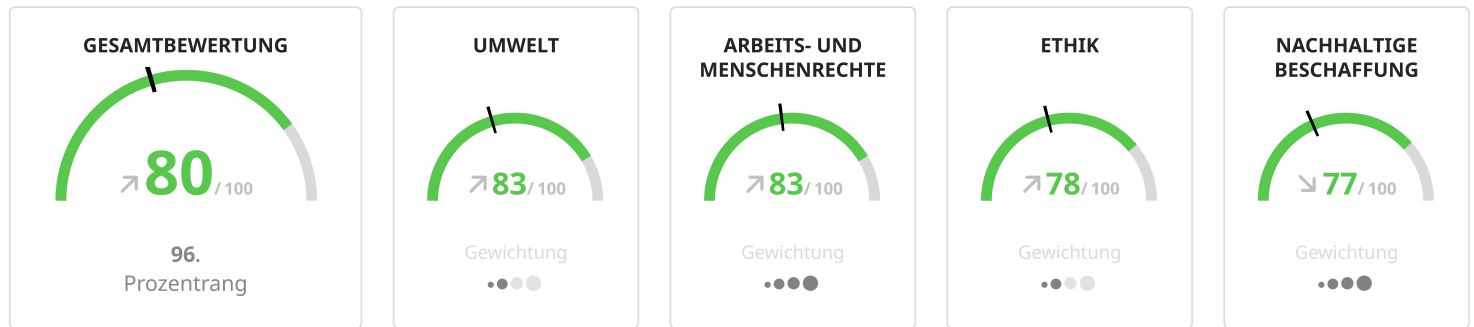 GESAMTBEWERTUNG
80 / 100
96.
Prozentrang
UMWELT
83 / 100
Gewichtung
ARBEITS- UND
MENSCHENRECHTE
83 / 100
Gewichtung
ETHIK
78 / 100
Gewichtung
NACHHALTIGE
BESCHAFFUNG
77 / 100
Gewichtung